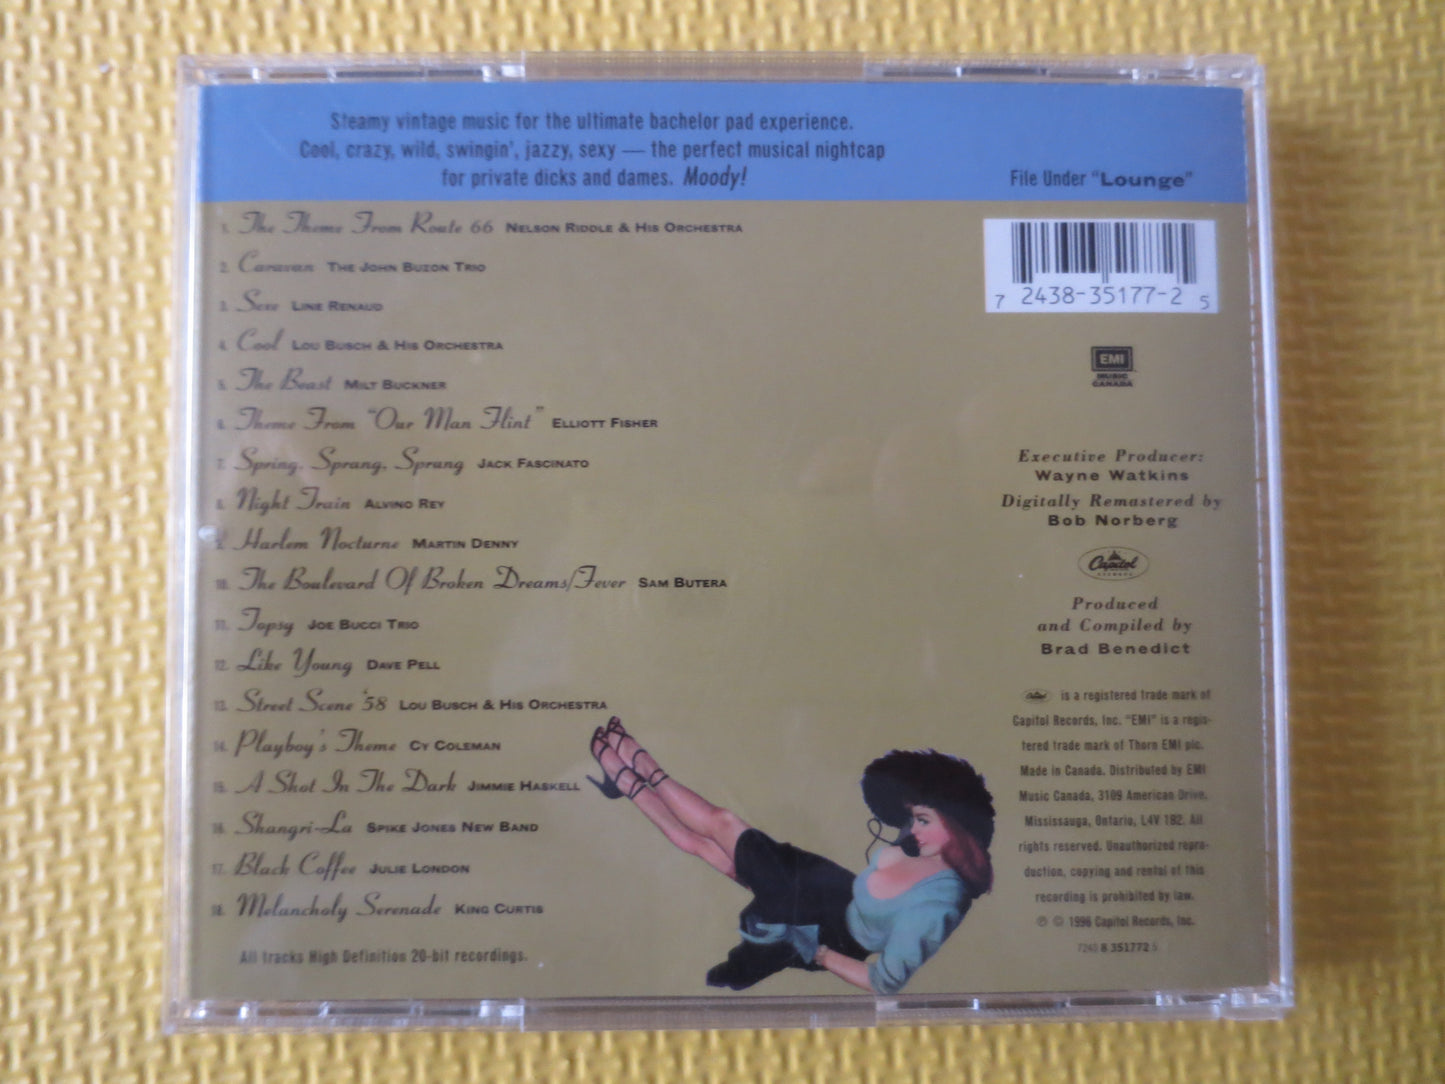 Steamy vintage music for the ultimate bachelor pad experience.
Cool, crazy, wild, swingin', jazzy, sexy — the perfect musical nightcap
for private dicks and dames. Moody!
File Under "Lounge"
1. The Theme From Route 66 NELSON RIDDLE & HIS ORCHESTRA
2. Caravan THE JOHN BUZON TRIO
3. Sexe LINE RENAUD
4. Cool LOU BUSCH & HIS ORCHESTRA
5. The Beast MILT BUCKNER
6. Theme From "Our Man Flint" ELLIOTT FISHER
7. Spring, Sprang, Sprung JACK FASCINATO
8. Night Train ALVINO REY
9. Harlem Nocturne MARTIN DENNY
10. The Boulevard Of Broken Dreams/Fever SAM BUTERA
11. Topsy JOE BUCCI TRIO
12. Like Young DAVE PELL
13. Street Scene '58 LOU BUSCH & HIS ORCHESTRA
14. Playboy's Theme CY COLEMAN
15. A Shot In The Dark JIMMIE HASKELL
16. Shangri-La SPIKE JONES NEW BAND
17. Black Coffee JULIE LONDON
18. Melancholy Serenade KING CURTIS
All tracks High Definition 20-bit recordings.
7 2438-35177-2 5
EMI
MUSIC
CANADA
Executive Producer:
Wayne Watkins
Digitally Remastered by
Bob Norberg
Capitol
RECORDS
Produced
and Compiled by
Brad Benedict
Capitol is a registered trade mark of
Capitol Records, Inc. "EMI" is a regis-
tered trade mark of Thorn EMI plc.
Made in Canada. Distributed by EMI
Music Canada, 3109 American Drive,
Mississauga, Ontario, L4V 1B2. All
rights reserved. Unauthorized repro-
duction, copying and rental of this
recording is prohibited by law.
℗ © 1996 Capitol Records, Inc.
7243 8 351772 5